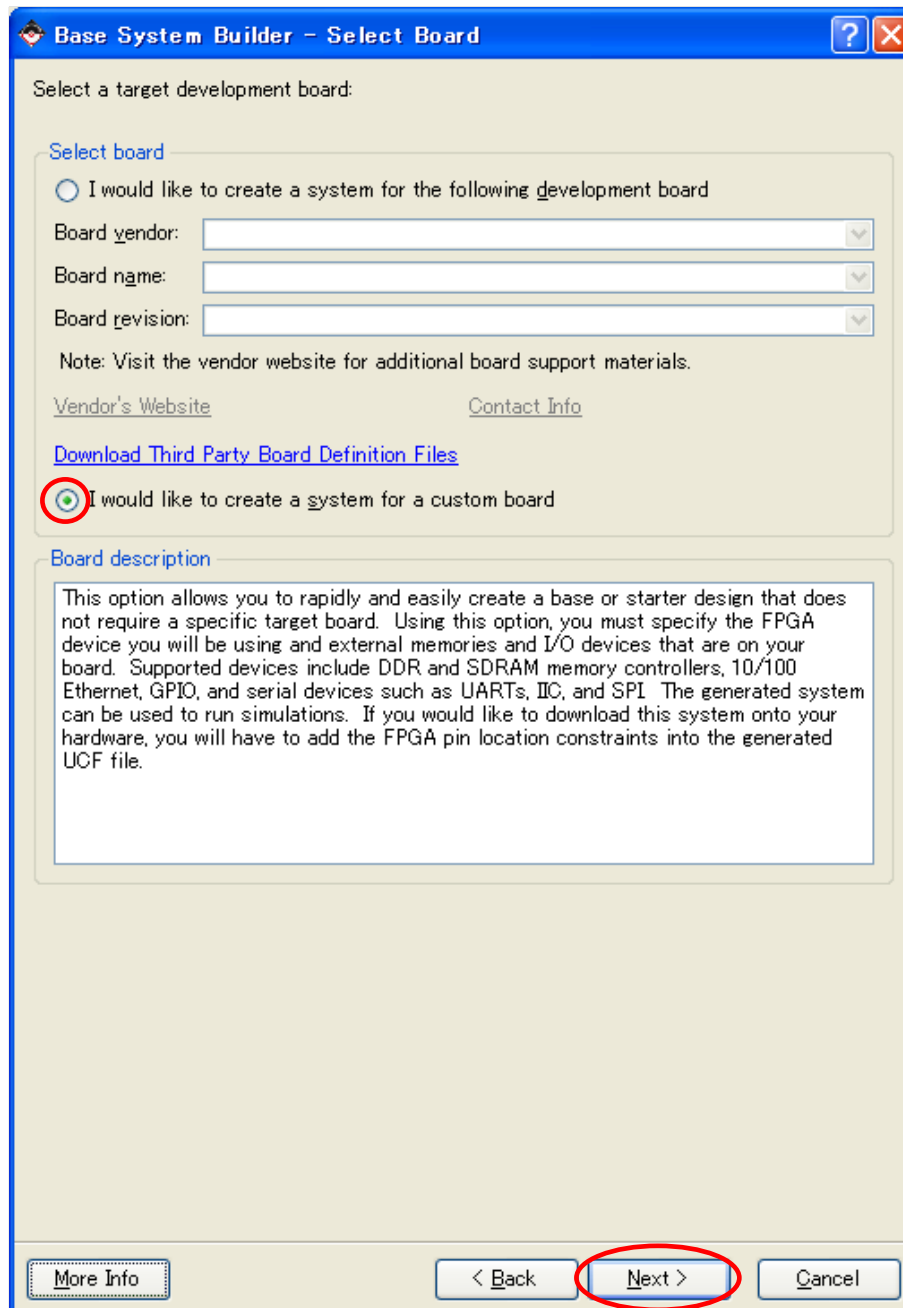 Base System Builder - Select Board
Select a target development board:
Select board
I would like to create a system for the following development board
Board vendor:
Board name:
Board revision:
Note: Visit the vendor website for additional board support materials.
Vendor's Website Contact Info
Download Third Party Board Definition Files
I would like to create a system for a custom board
Board description
This option allows you to rapidly and easily create a base or starter design that does
not require a specific target board. Using this option, you must specify the FPGA
device you will be using and external memories and I/O devices that are on your
board. Supported devices include DDR and SDRAM memory controllers, 10/100
Ethernet, GPIO, and serial devices such as UARTs, IIC, and SPI. The generated system
can be used to run simulations. If you would like to download this system onto your
hardware, you will have to add the FPGA pin location constraints into the generated
UCF file.
More Info < Back Next > Cancel